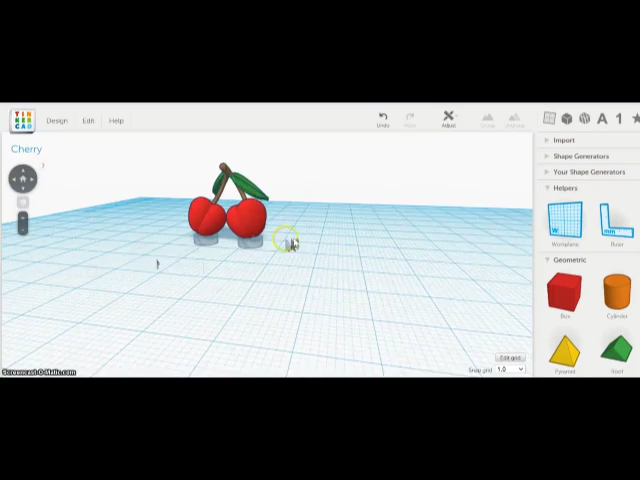 TIN
KER
CAD
Design
Edit
Help
Undo
Adjust
Cherry
?
A 1
Import
Shape Generators
Your Shape Generators
Helpers
Workplane
Ruler
Geometric
Box
Cylinder
Pyramid
Roof
Edit grid
Snap grid 1.0
Screencast-O-Matic.com